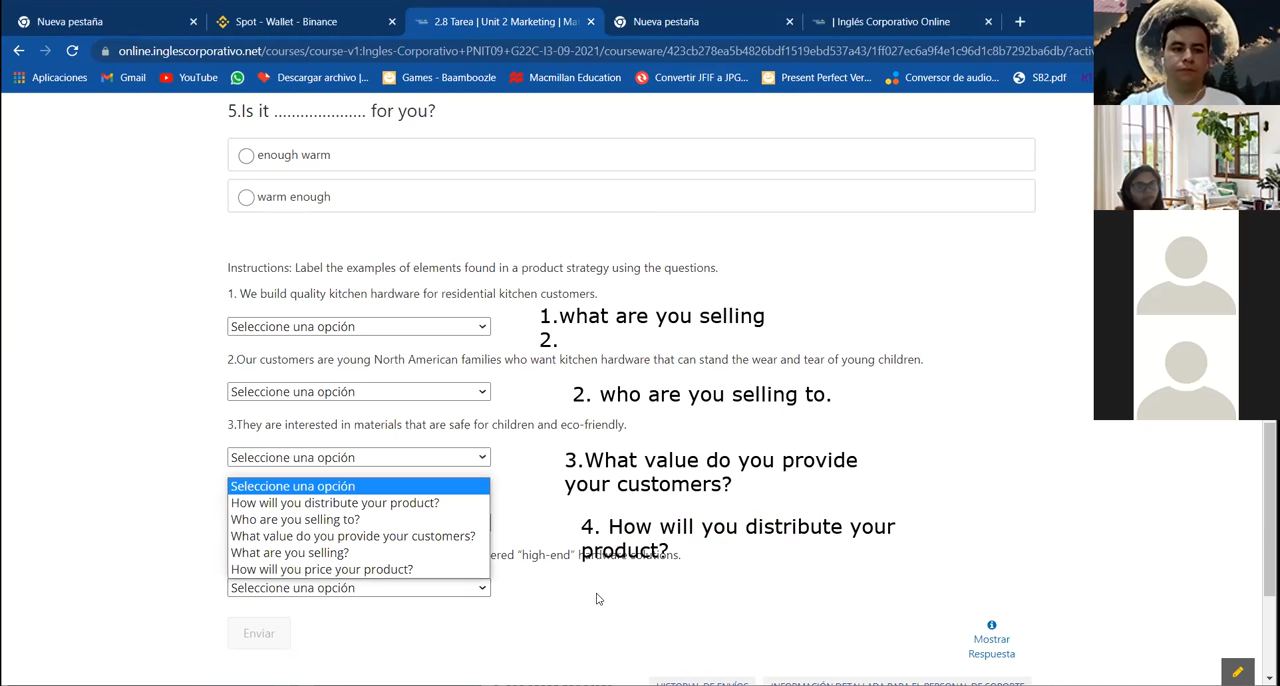 Nueva pestaña
Spot - Wallet - Binance
2.8 Tarea | Unit 2 Marketing | Ma
Nueva pestaña
| Inglés Corporativo Online
online.inglescorporativo.net/courses/course-v1:Ingles-Corporativo+PNIT09+G22C-I3-09-2021/courseware/423cb278ea5b4826bdf1519ebd537a43/1ff027ec6a9f4e1c96d1c8b7292ba6db/?activ
Aplicaciones
Gmail
YouTube
Descargar archivo |...
Games - Baamboozle
Macmillan Education
Convertir JFIF a JPG...
Present Perfect Ver...
Conversor de audio...
SB2.pdf
5.Is it ..................... for you?
enough warm
warm enough
Instructions: Label the examples of elements found in a product strategy using the questions.
1. We build quality kitchen hardware for residential kitchen customers.
Seleccione una opción
1.what are you selling
2.
2.Our customers are young North American families who want kitchen hardware that can stand the wear and tear of young children.
Seleccione una opción
2. who are you selling to.
3.They are interested in materials that are safe for children and eco-friendly.
Seleccione una opción
3.What value do you provide
your customers?
Seleccione una opción
How will you distribute your product?
Who are you selling to?
What value do you provide your customers?
What are you selling?
How will you price your product?
4. How will you distribute your
product?
ered "high-end" hardware solutions.
Seleccione una opción
Enviar
Mostrar
Respuesta